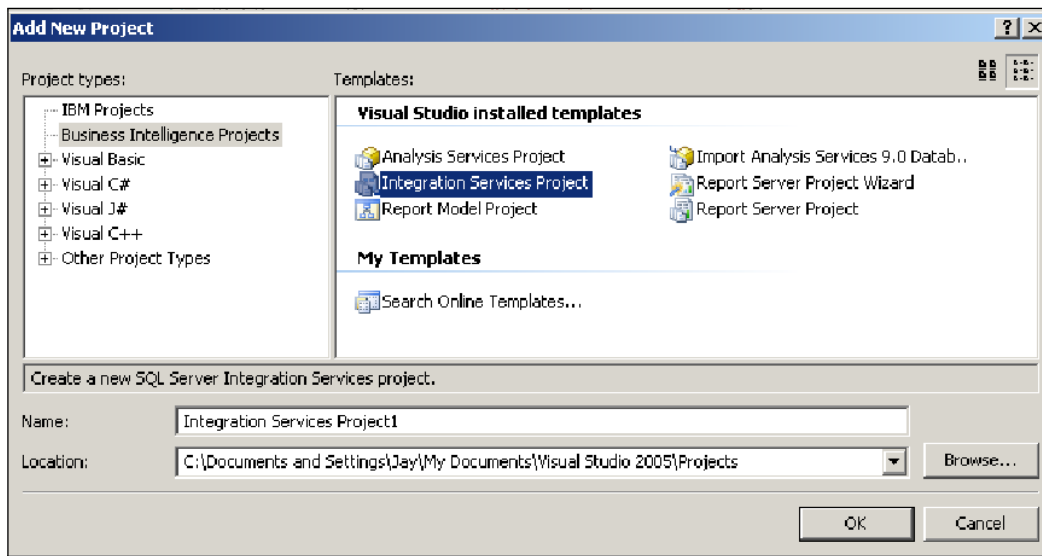 Add New Project
Project types:
Templates:
IBM Projects
Business Intelligence Projects
Visual Basic
Visual C#
Visual J#
Visual C++
Other Project Types
Visual Studio installed templates
Analysis Services Project
Import Analysis Services 9.0 Datab..
Integration Services Project
Report Server Project Wizard
Report Model Project
Report Server Project
My Templates
Search Online Templates...
Create a new SQL Server Integration Services project.
Name:
Integration Services Project1
Location:
C:\Documents and Settings\Jay\My Documents\Visual Studio 2005\Projects
Browse...
OK
Cancel